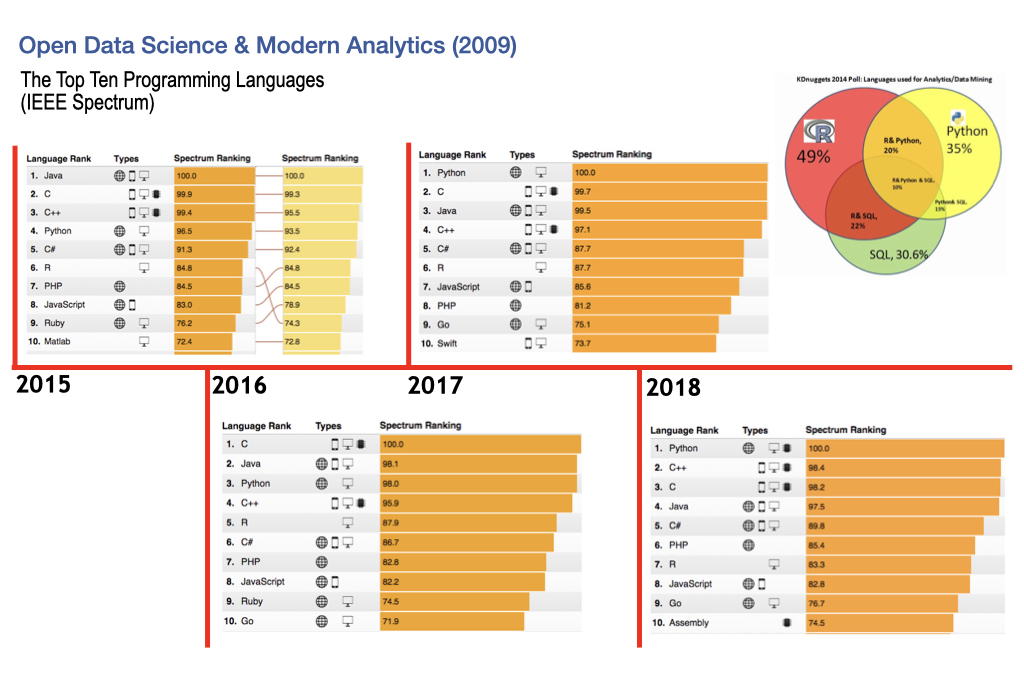 Open Data Science & Modern Analytics (2009)
The Top Ten Programming Languages
(IEEE Spectrum)
KDnuggets 2014 Poll: Languages used for Analytics/Data Mining
R
49%
Python
35%
R& Python,
20%
R& Python & SQL,
10%
Python& SQL,
13%
R& SQL,
22%
SQL, 30.6%
Language Rank Types Spectrum Ranking Spectrum Ranking
1. Java 100.0 100.0
2. C 99.9 99.3
3. C++ 99.4 95.5
4. Python 96.5 93.5
5. C# 91.3 92.4
6. R 84.8 84.8
7. PHP 84.5 84.5
8. JavaScript 83.0 78.9
9. Ruby 76.2 74.3
10. Matlab 72.4 72.8
Language Rank Types Spectrum Ranking
1. Python 100.0
2. C 99.7
3. Java 99.5
4. C++ 97.1
5. C# 87.7
6. R 87.7
7. JavaScript 85.6
8. PHP 81.2
9. Go 75.1
10. Swift 73.7
2015 2016 2017 2018
Language Rank Types Spectrum Ranking
1. C 100.0
2. Java 98.1
3. Python 98.0
4. C++ 95.9
5. R 87.9
6. C# 86.7
7. PHP 82.8
8. JavaScript 82.2
9. Ruby 74.5
10. Go 71.9
Language Rank Types Spectrum Ranking
1. Python 100.0
2. C++ 98.4
3. C 98.2
4. Java 97.5
5. C# 89.8
6. PHP 85.4
7. R 83.3
8. JavaScript 82.8
9. Go 76.7
10. Assembly 74.5